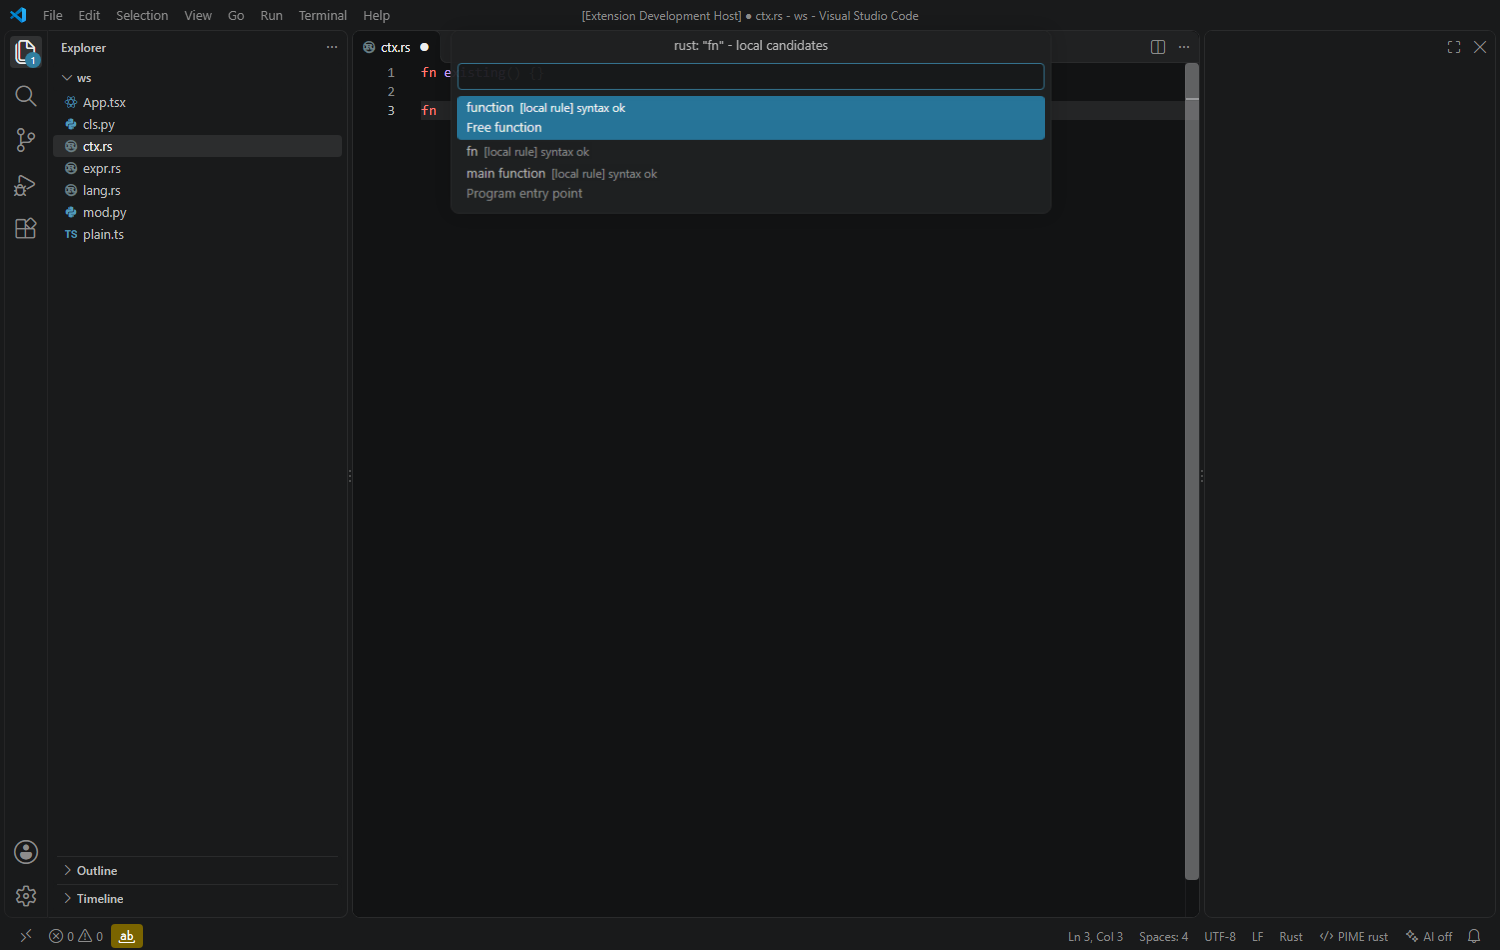 File Edit Selection View Go Run Terminal Help
[Extension Development Host] ● ctx.rs - ws - Visual Studio Code
1
Explorer
ws
App.tsx
cls.py
ctx.rs
expr.rs
lang.rs
mod.py
TS plain.ts
Outline
Timeline
ctx.rs
rust: "fn" - local candidates
1 fn existing() {}
2
3 fn
function [local rule] syntax ok
Free function
fn [local rule] syntax ok
main function [local rule] syntax ok
Program entry point
0 0 ab
Ln 3, Col 3 Spaces: 4 UTF-8 LF Rust PIME rust AI off